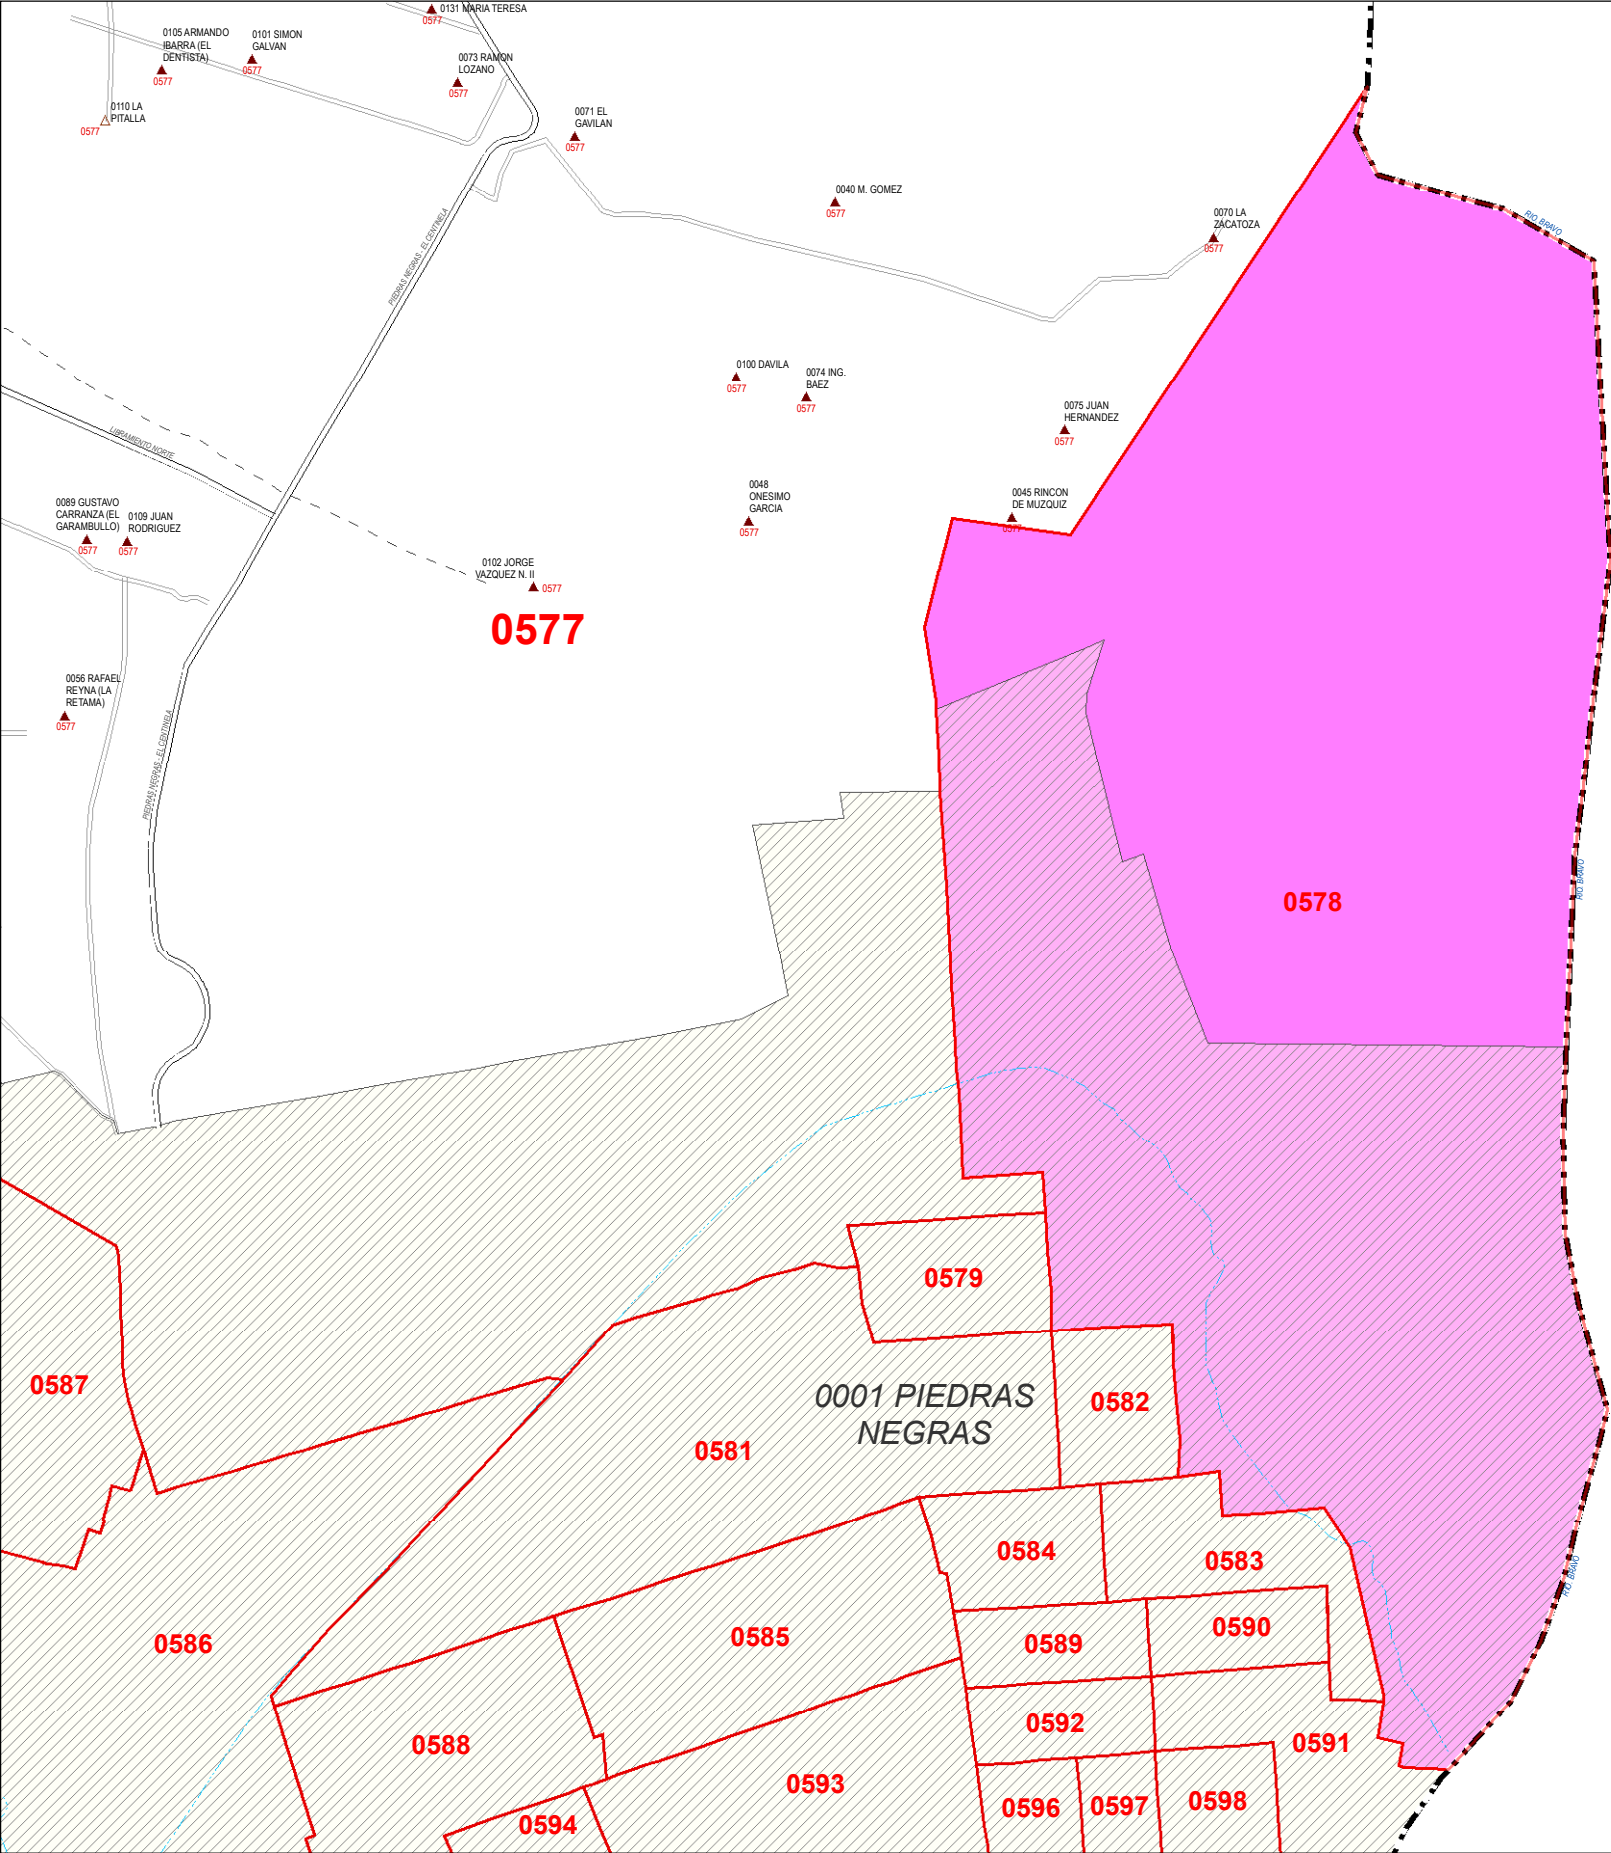 0131 MARIA TERESA
0577
0105 ARMANDO
IBARRA (EL
DENTISTA)
0577
0101 SIMON
GALVAN
0577
0073 RAMON
LOZANO
0577
0110 LA
PITALLA
0577
0071 EL
GAVILAN
0577
0040 M. GOMEZ
0577
0070 LA
ZACATOZA
0577
RIO. BRAVO
PIEDRAS NEGRAS - EL CENTINELA
0100 DAVILA
0577
0074 ING.
BAEZ
0577
0075 JUAN
HERNANDEZ
0577
LIBRAMIENTO NORTE
0089 GUSTAVO
CARRANZA (EL
GARAMBULLO)
0577
0109 JUAN
RODRIGUEZ
0577
0048
ONESIMO
GARCIA
0577
0045 RINCON
DE MUZQUIZ
0577
0102 JORGE
VAZQUEZ N. II
0577
0577
0056 RAFAEL
REYNA (LA
RETAMA)
0577
PIEDRAS NEGRAS - EL CENTINELA
0578
RIO. BRAVO
0579
0587
0001 PIEDRAS
NEGRAS
0582
0581
0584
0583
RIO. BRAVO
0586
0585
0589
0590
0588
0592
0591
0593
0594
0596
0597
0598